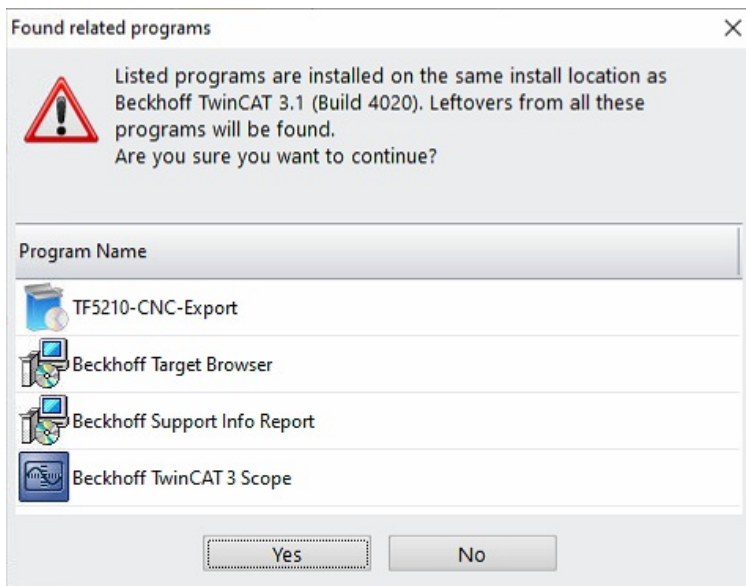 Found related programs
Listed programs are installed on the same install location as
Beckhoff TwinCAT 3.1 (Build 4020). Leftovers from all these
programs will be found.
Are you sure you want to continue?
Program Name
TF5210-CNC-Export
Beckhoff Target Browser
Beckhoff Support Info Report
Beckhoff TwinCAT 3 Scope
Yes No